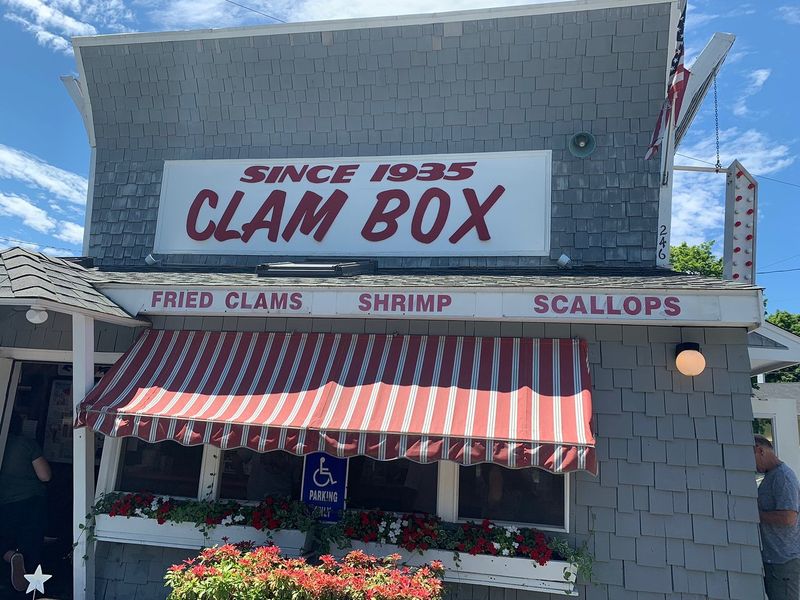 SINCE 1935
CLAM BOX
246
FRIED CLAMS SHRIMP SCALLOPS
PARKING
ONLY